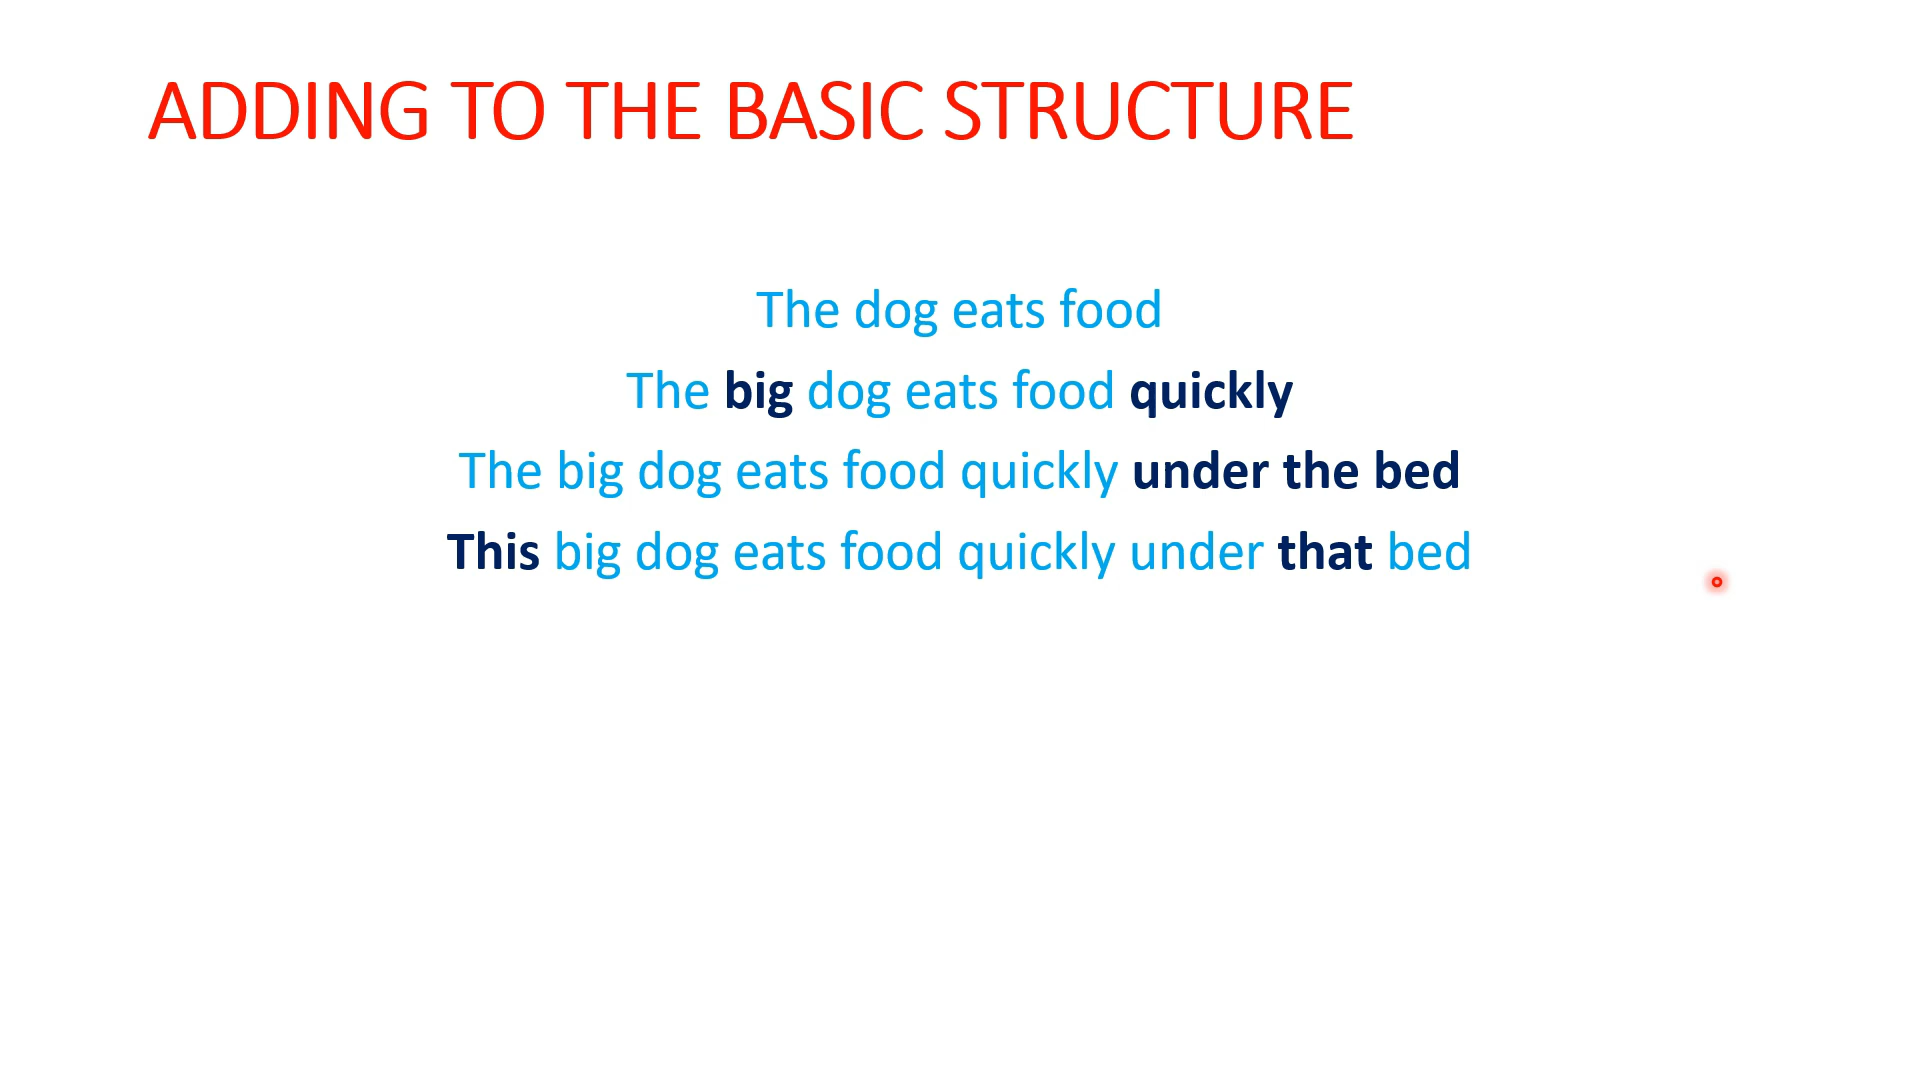 ADDING TO THE BASIC STRUCTURE
The dog eats food
The big dog eats food quickly
The big dog eats food quickly under the bed
This big dog eats food quickly under that bed